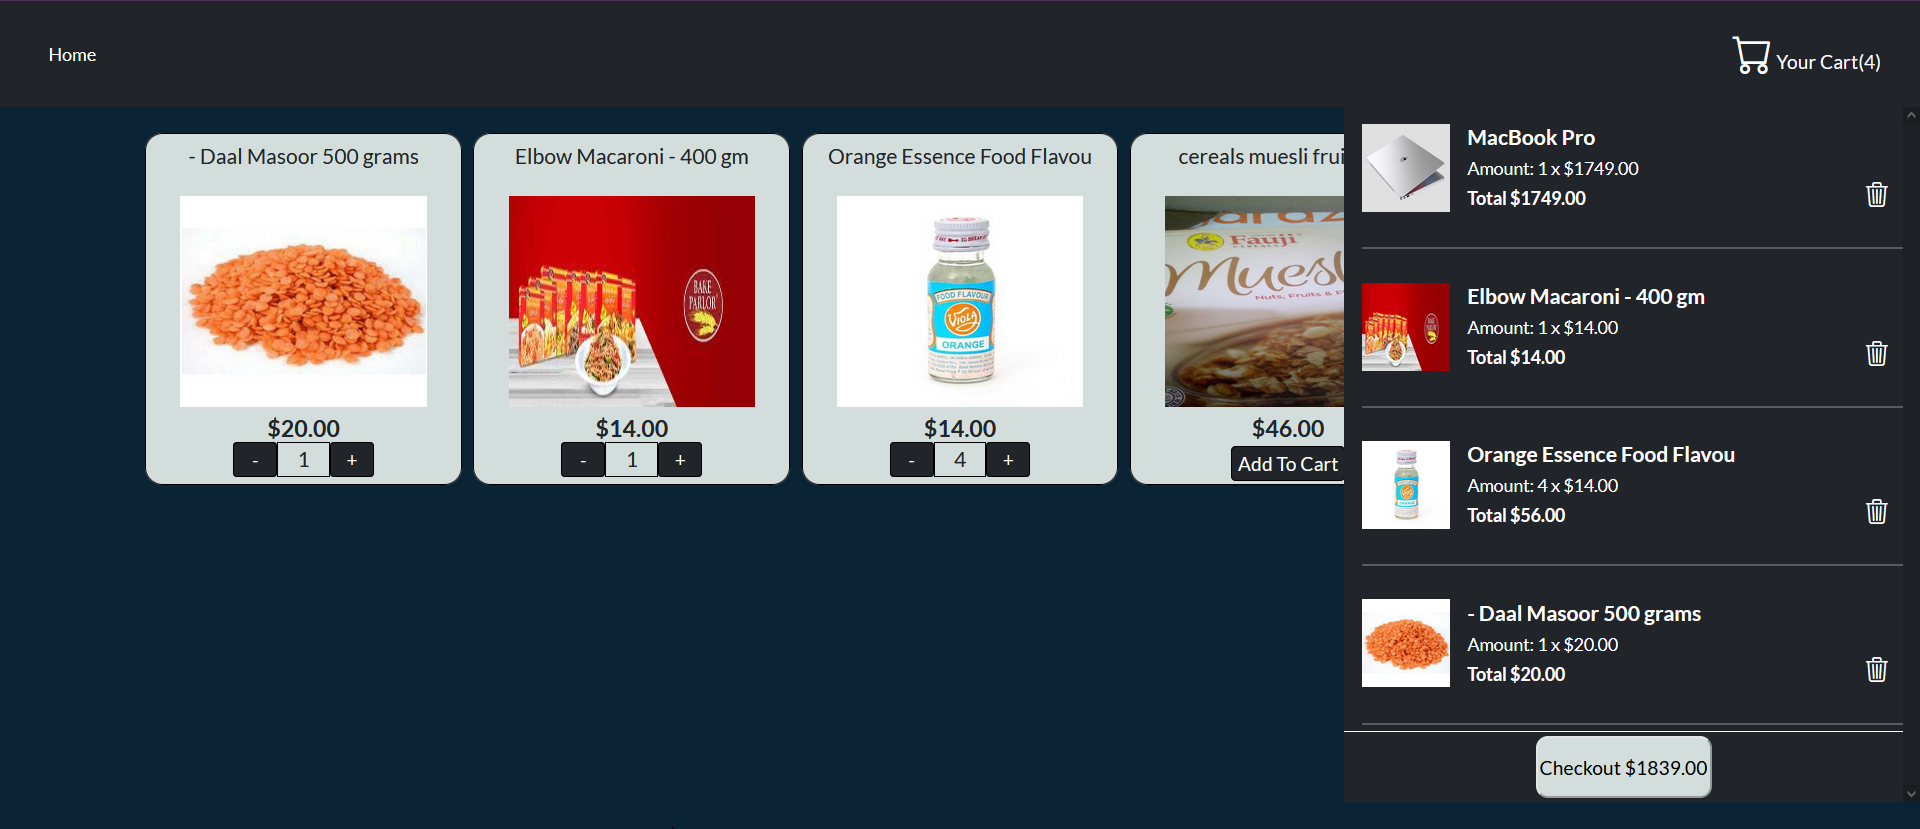 Home
Your Cart(4)
- Daal Masoor 500 grams
$20.00
- 1 +
Elbow Macaroni - 400 gm
BAKE
PARLOR
$14.00
- 1 +
Orange Essence Food Flavou
FOOD FLAVOUR
Viola
ORANGE
$14.00
- 4 +
cereals muesli frui
Fauji
CEREALS
Muesl
Nuts, Fruits & F
$46.00
Add To Cart
MacBook Pro
Amount: 1 x $1749.00
Total $1749.00
Elbow Macaroni - 400 gm
Amount: 1 x $14.00
Total $14.00
Orange Essence Food Flavou
Amount: 4 x $14.00
Total $56.00
- Daal Masoor 500 grams
Amount: 1 x $20.00
Total $20.00
Checkout $1839.00